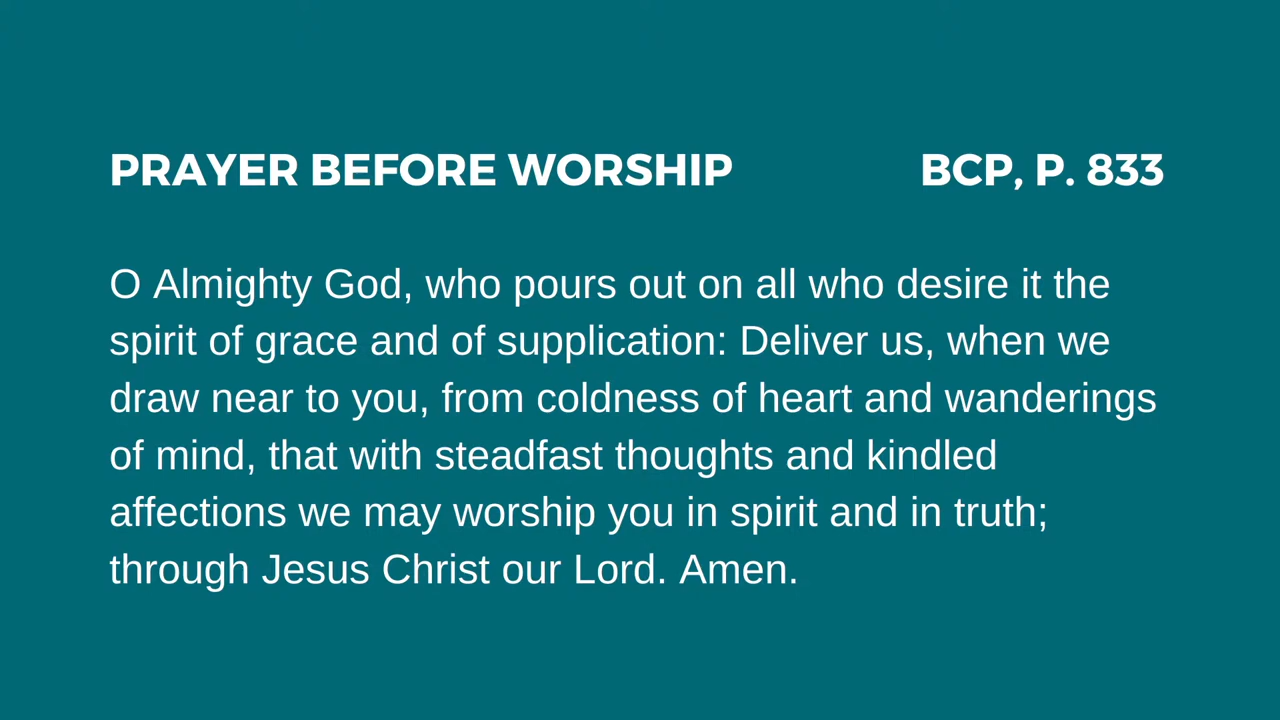 PRAYER BEFORE WORSHIP BCP, P. 833
O Almighty God, who pours out on all who desire it the
spirit of grace and of supplication: Deliver us, when we
draw near to you, from coldness of heart and wanderings
of mind, that with steadfast thoughts and kindled
affections we may worship you in spirit and in truth;
through Jesus Christ our Lord. Amen.